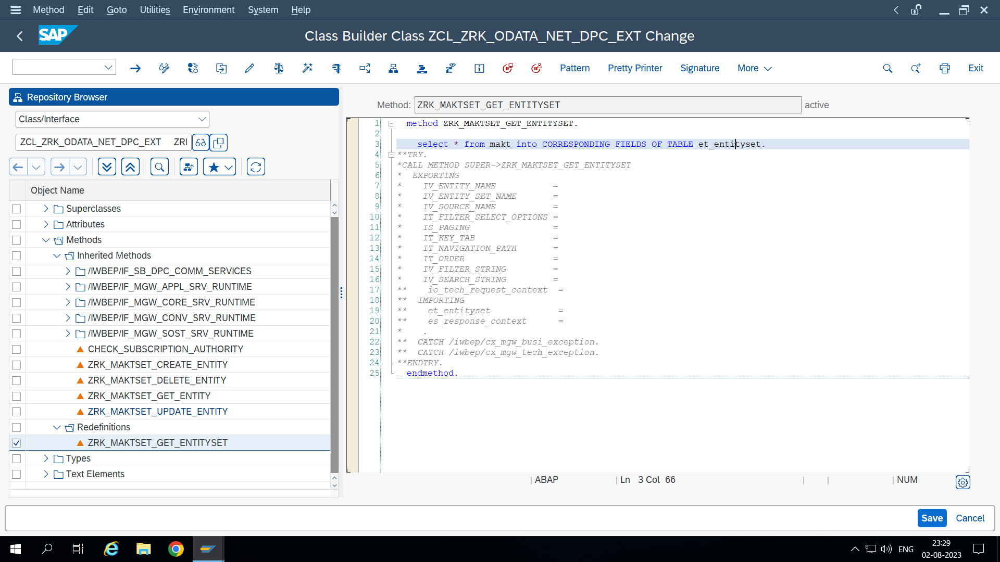 Method Edit Goto Utilities Environment System Help
SAP
Class Builder Class ZCL_ZRK_ODATA_NET_DPC_EXT Change
Pattern Pretty Printer Signature More Exit
Repository Browser
Class/Interface
ZCL_ZRK_ODATA_NET_DPC_EXT
Object Name
Superclasses
Attributes
Methods
Inherited Methods
/IWBEP/IF_SB_DPC_COMM_SERVICES
/IWBEP/IF_MGW_APPL_SRV_RUNTIME
/IWBEP/IF_MGW_CORE_SRV_RUNTIME
/IWBEP/IF_MGW_CONV_SRV_RUNTIME
/IWBEP/IF_MGW_SOST_SRV_RUNTIME
CHECK_SUBSCRIPTION_AUTHORITY
ZRK_MAKTSET_CREATE_ENTITY
ZRK_MAKTSET_DELETE_ENTITY
ZRK_MAKTSET_GET_ENTITY
ZRK_MAKTSET_UPDATE_ENTITY
Redefinitions
ZRK_MAKTSET_GET_ENTITYSET
Types
Text Elements
Method: ZRK_MAKTSET_GET_ENTITYSET active
1 method ZRK_MAKTSET_GET_ENTITYSET.
2
3 select * from makt into CORRESPONDING FIELDS OF TABLE et_entityset.
4 **TRY.
5 *CALL METHOD SUPER->ZRK_MAKTSET_GET_ENTITYSET
6 * EXPORTING
7 * IV_ENTITY_NAME =
8 * IV_ENTITY_SET_NAME =
9 * IV_SOURCE_NAME =
10 * IT_FILTER_SELECT_OPTIONS =
11 * IS_PAGING =
12 * IT_KEY_TAB =
13 * IT_NAVIGATION_PATH =
14 * IT_ORDER =
15 * IV_FILTER_STRING =
16 * IV_SEARCH_STRING =
17 ** io_tech_request_context =
18 ** IMPORTING
19 ** et_entityset =
20 ** es_response_context =
21 * .
22 ** CATCH /iwbep/cx_mgw_busi_exception.
23 ** CATCH /iwbep/cx_mgw_tech_exception.
24 **ENDTRY.
25 endmethod.
ABAP Ln 3 Col 66 NUM
Save Cancel
ENG
23:29
02-08-2023